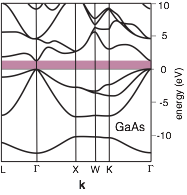 10
5
0
-5
-10
energy (eV)
GaAs
L Γ X W K Γ
k